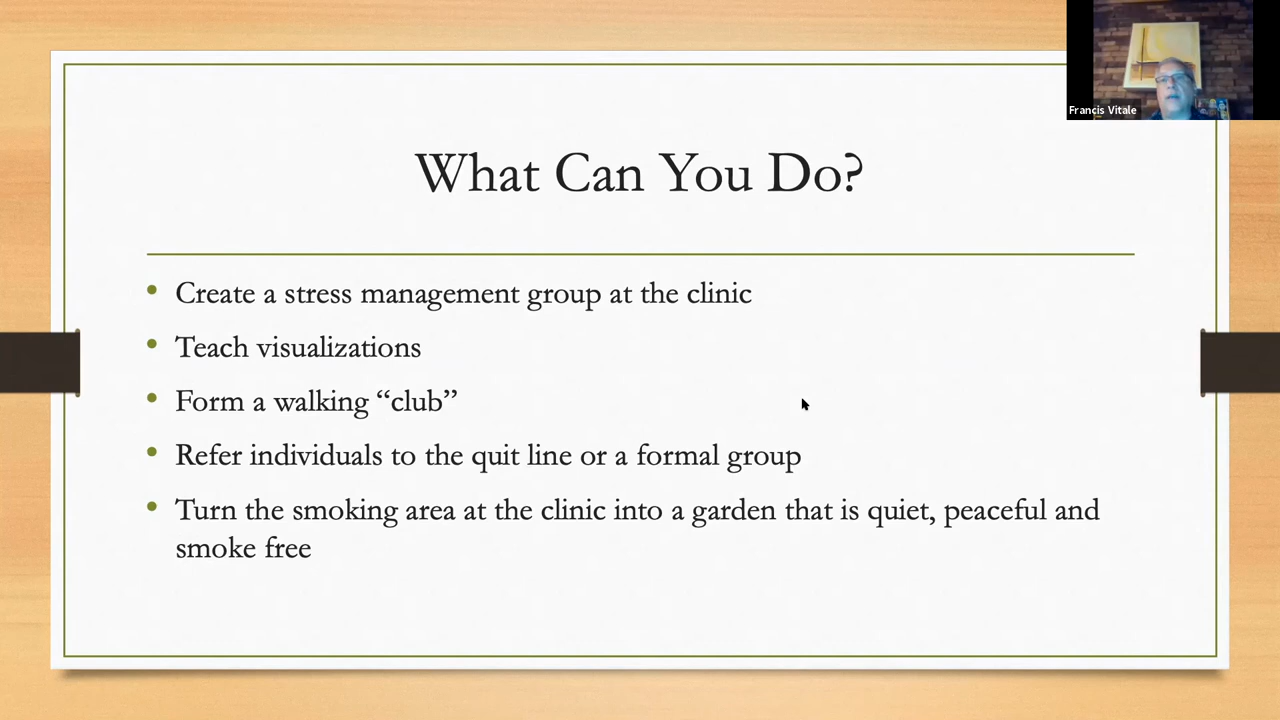 Francis Vitale
What Can You Do?
• Create a stress management group at the clinic
• Teach visualizations
• Form a walking “club”
• Refer individuals to the quit line or a formal group
• Turn the smoking area at the clinic into a garden that is quiet, peaceful and
smoke free